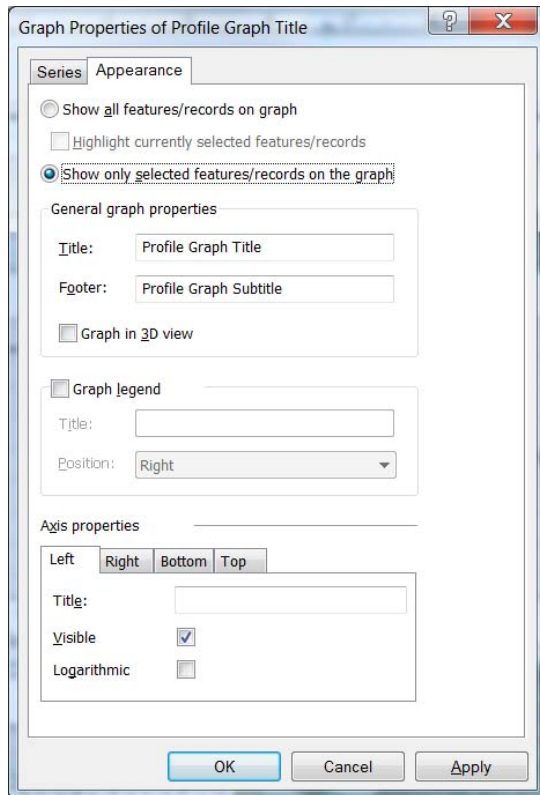 Graph Properties of Profile Graph Title
Series Appearance
Show all features/records on graph
Highlight currently selected features/records
Show only selected features/records on the graph
General graph properties
Title: Profile Graph Title
Footer: Profile Graph Subtitle
Graph in 3D view
Graph legend
Title:
Position: Right
Axis properties
Left Right Bottom Top
Title:
Visible
Logarithmic
OK Cancel Apply